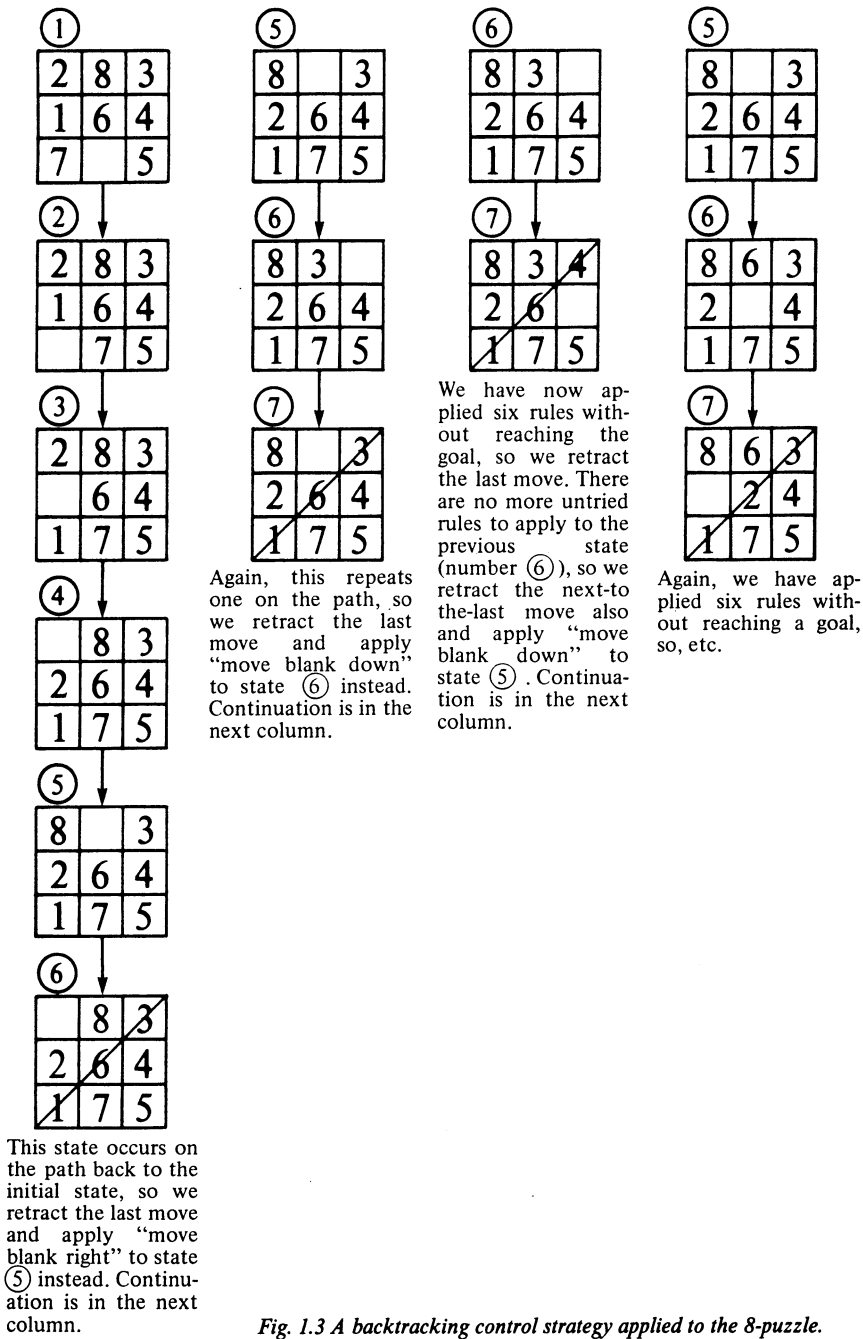 ①
2 8 3
1 6 4
7 5
②
2 8 3
1 6 4
7 5
③
2 8 3
6 4
1 7 5
④
8 3
2 6 4
1 7 5
⑤
8 3
2 6 4
1 7 5
⑥
8 3
2 6 4
1 7 5
This state occurs on
the path back to the
initial state, so we
retract the last move
and apply “move
blank right” to state
⑤ instead. Continu-
ation is in the next
column.
⑤
8 3
2 6 4
1 7 5
⑥
8 3
2 6 4
1 7 5
⑦
8 3
2 6 4
1 7 5
Again, this repeats
one on the path, so
we retract the last
move and apply
“move blank down”
to state ⑥ instead.
Continuation is in the
next column.
⑥
8 3
2 6 4
1 7 5
⑦
8 3 4
2 6
1 7 5
We have now ap-
plied six rules with-
out reaching the
goal, so we retract
the last move. There
are no more untried
rules to apply to the
previous state
(number ⑥), so we
retract the next-to
the-last move also
and apply “move
blank down” to
state ⑤. Continua-
tion is in the next
column.
⑤
8 3
2 6 4
1 7 5
⑥
8 6 3
2 4
1 7 5
⑦
8 6 3
2 4
1 7 5
Again, we have ap-
plied six rules with-
out reaching a goal,
so, etc.
Fig. 1.3 A backtracking control strategy applied to the 8-puzzle.